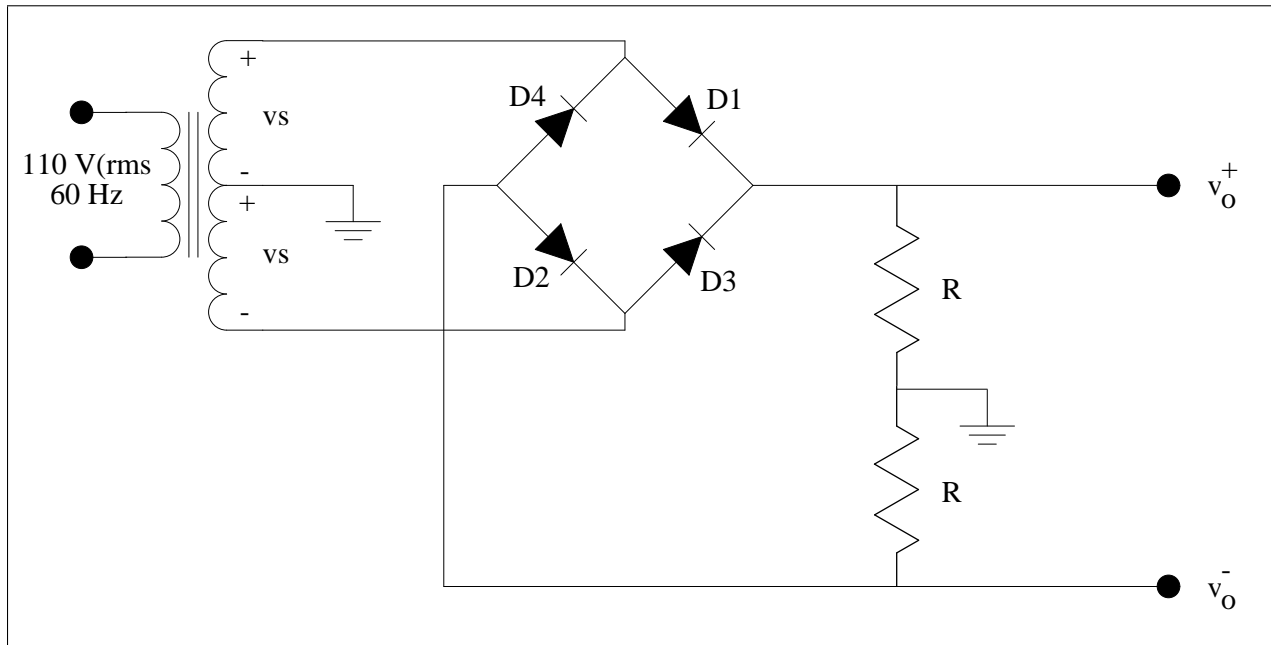 +
D4
D1
vs
-
110 V(rms
60 Hz
+
vs
-
D2
D3
v_o^+
R
R
v_o^-